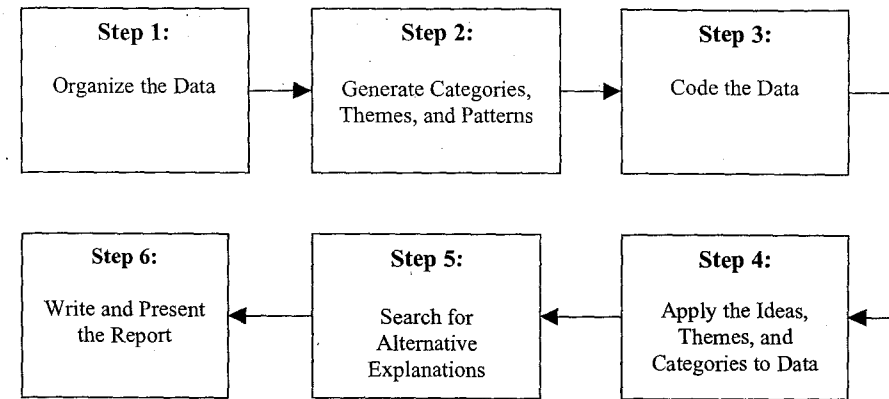 Step 1:
Organize the Data
Step 2:
Generate Categories,
Themes, and Patterns
Step 3:
Code the Data
Step 4:
Apply the Ideas,
Themes, and
Categories to Data
Step 5:
Search for
Alternative
Explanations
Step 6:
Write and Present
the Report